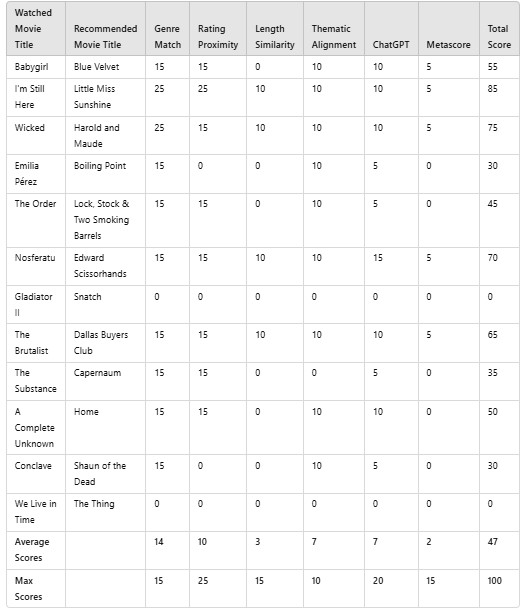 Watched Movie Title | Recommended Movie Title | Genre Match | Rating Proximity | Length Similarity | Thematic Alignment | ChatGPT | Metascore | Total Score
Babygirl | Blue Velvet | 15 | 15 | 0 | 10 | 10 | 5 | 55
I'm Still Here | Little Miss Sunshine | 25 | 25 | 10 | 10 | 10 | 5 | 85
Wicked | Harold and Maude | 25 | 15 | 10 | 10 | 10 | 5 | 75
Emilia Pérez | Boiling Point | 15 | 0 | 0 | 10 | 5 | 0 | 30
The Order | Lock, Stock & Two Smoking Barrels | 15 | 15 | 0 | 10 | 5 | 0 | 45
Nosferatu | Edward Scissorhands | 15 | 15 | 10 | 10 | 15 | 5 | 70
Gladiator II | Snatch | 0 | 0 | 0 | 0 | 0 | 0 | 0
The Brutalist | Dallas Buyers Club | 15 | 15 | 10 | 10 | 10 | 5 | 65
The Substance | Capernaum | 15 | 15 | 0 | 0 | 5 | 0 | 35
A Complete Unknown | Home | 15 | 15 | 0 | 10 | 10 | 0 | 50
Conclave | Shaun of the Dead | 15 | 0 | 0 | 10 | 5 | 0 | 30
We Live in Time | The Thing | 0 | 0 | 0 | 0 | 0 | 0 | 0
Average Scores | | 14 | 10 | 3 | 7 | 7 | 2 | 47
Max Scores | | 15 | 25 | 15 | 10 | 20 | 15 | 100